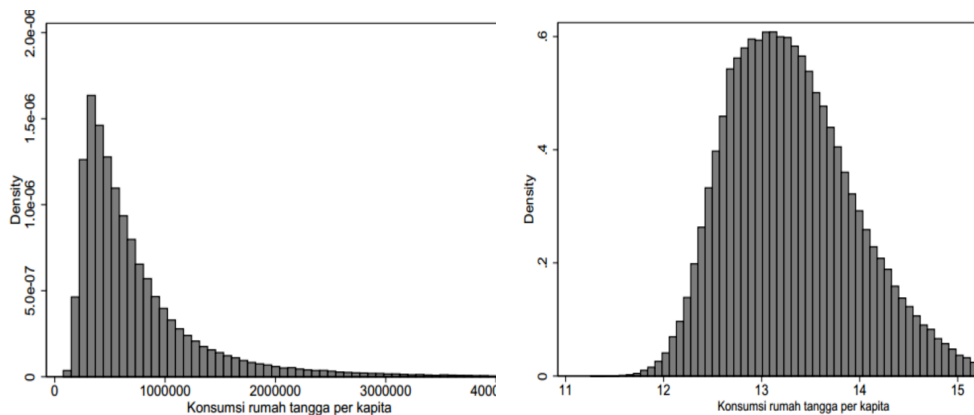 2.0e-06
1.5e-06
Density
1.0e-06
5.0e-07
0
0 1000000 2000000 3000000 4000
Konsumsi rumah tangga per kapita
.6
.4
Density
.2
0
11 12 13 14 15
Konsumsi rumah tangga per kapita